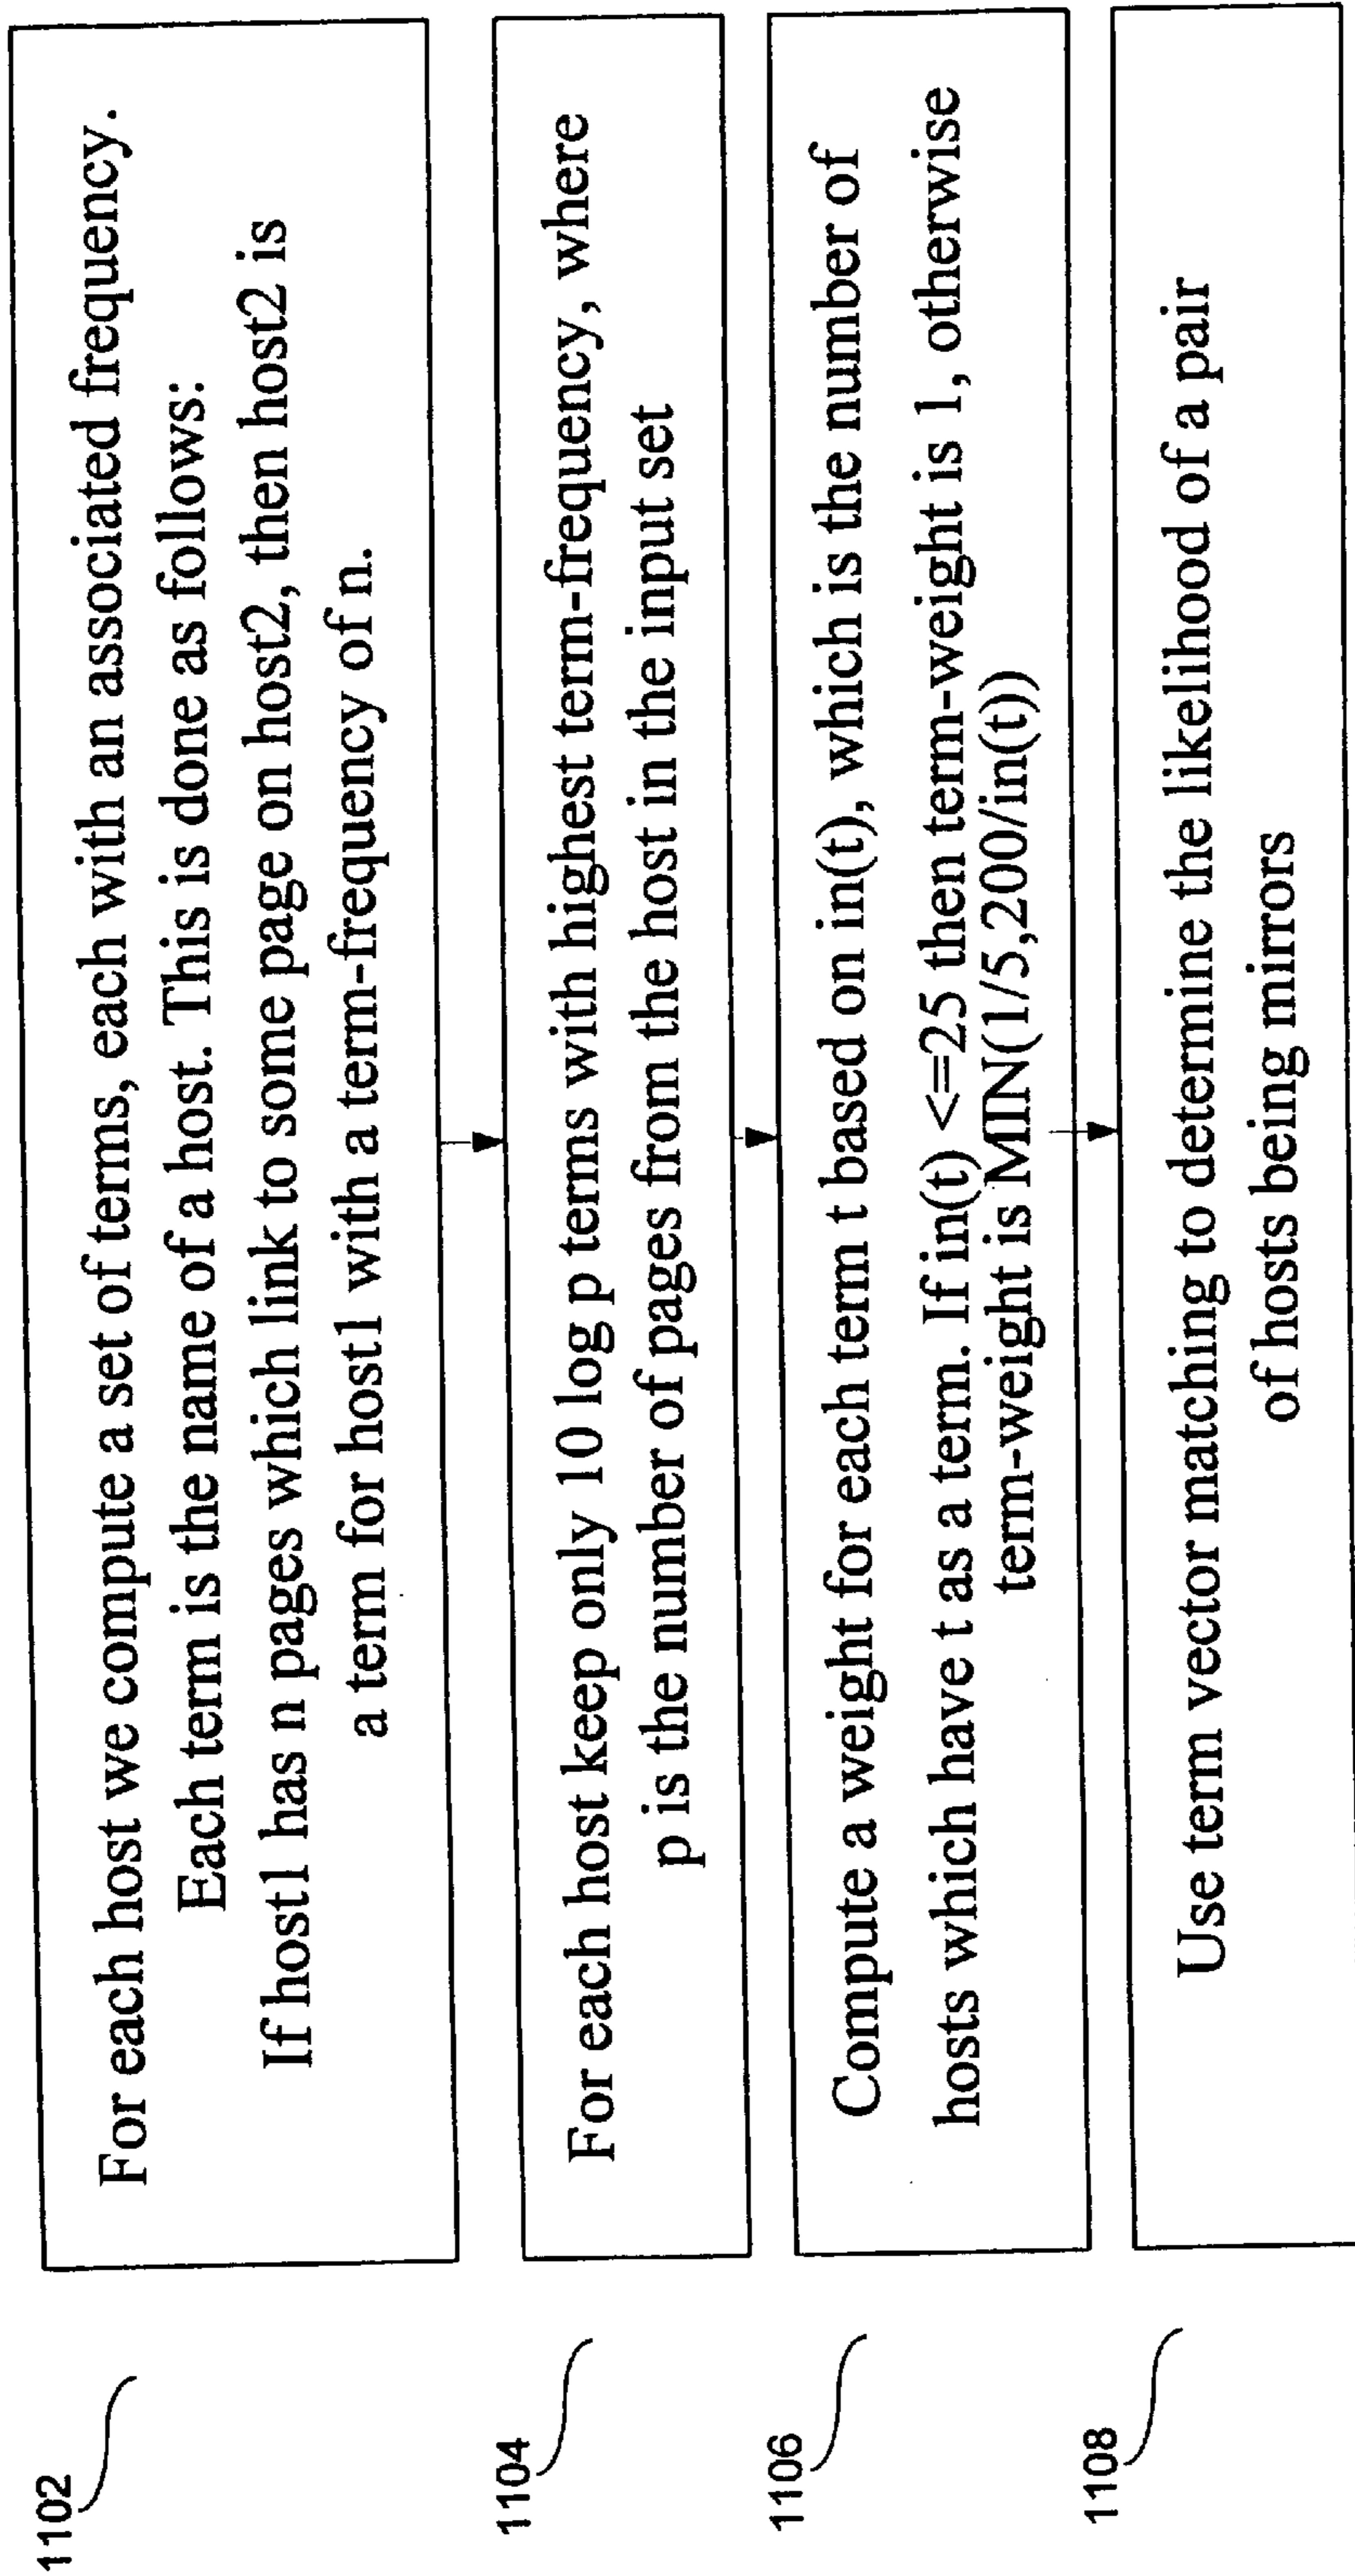 1102
For each host we compute a set of terms, each with an associated frequency.
Each term is the name of a host. This is done as follows:
If host1 has n pages which link to some page on host2, then host2 is
a term for host1 with a term-frequency of n.
1104
For each host keep only 10 log p terms with highest term-frequency, where
p is the number of pages from the host in the input set
1106
Compute a weight for each term t based on in(t), which is the number of
hosts which have t as a term. If in(t) <=25 then term-weight is 1, otherwise
term-weight is MIN(1/5,200/in(t))
1108
Use term vector matching to determine the likelihood of a pair
of hosts being mirrors